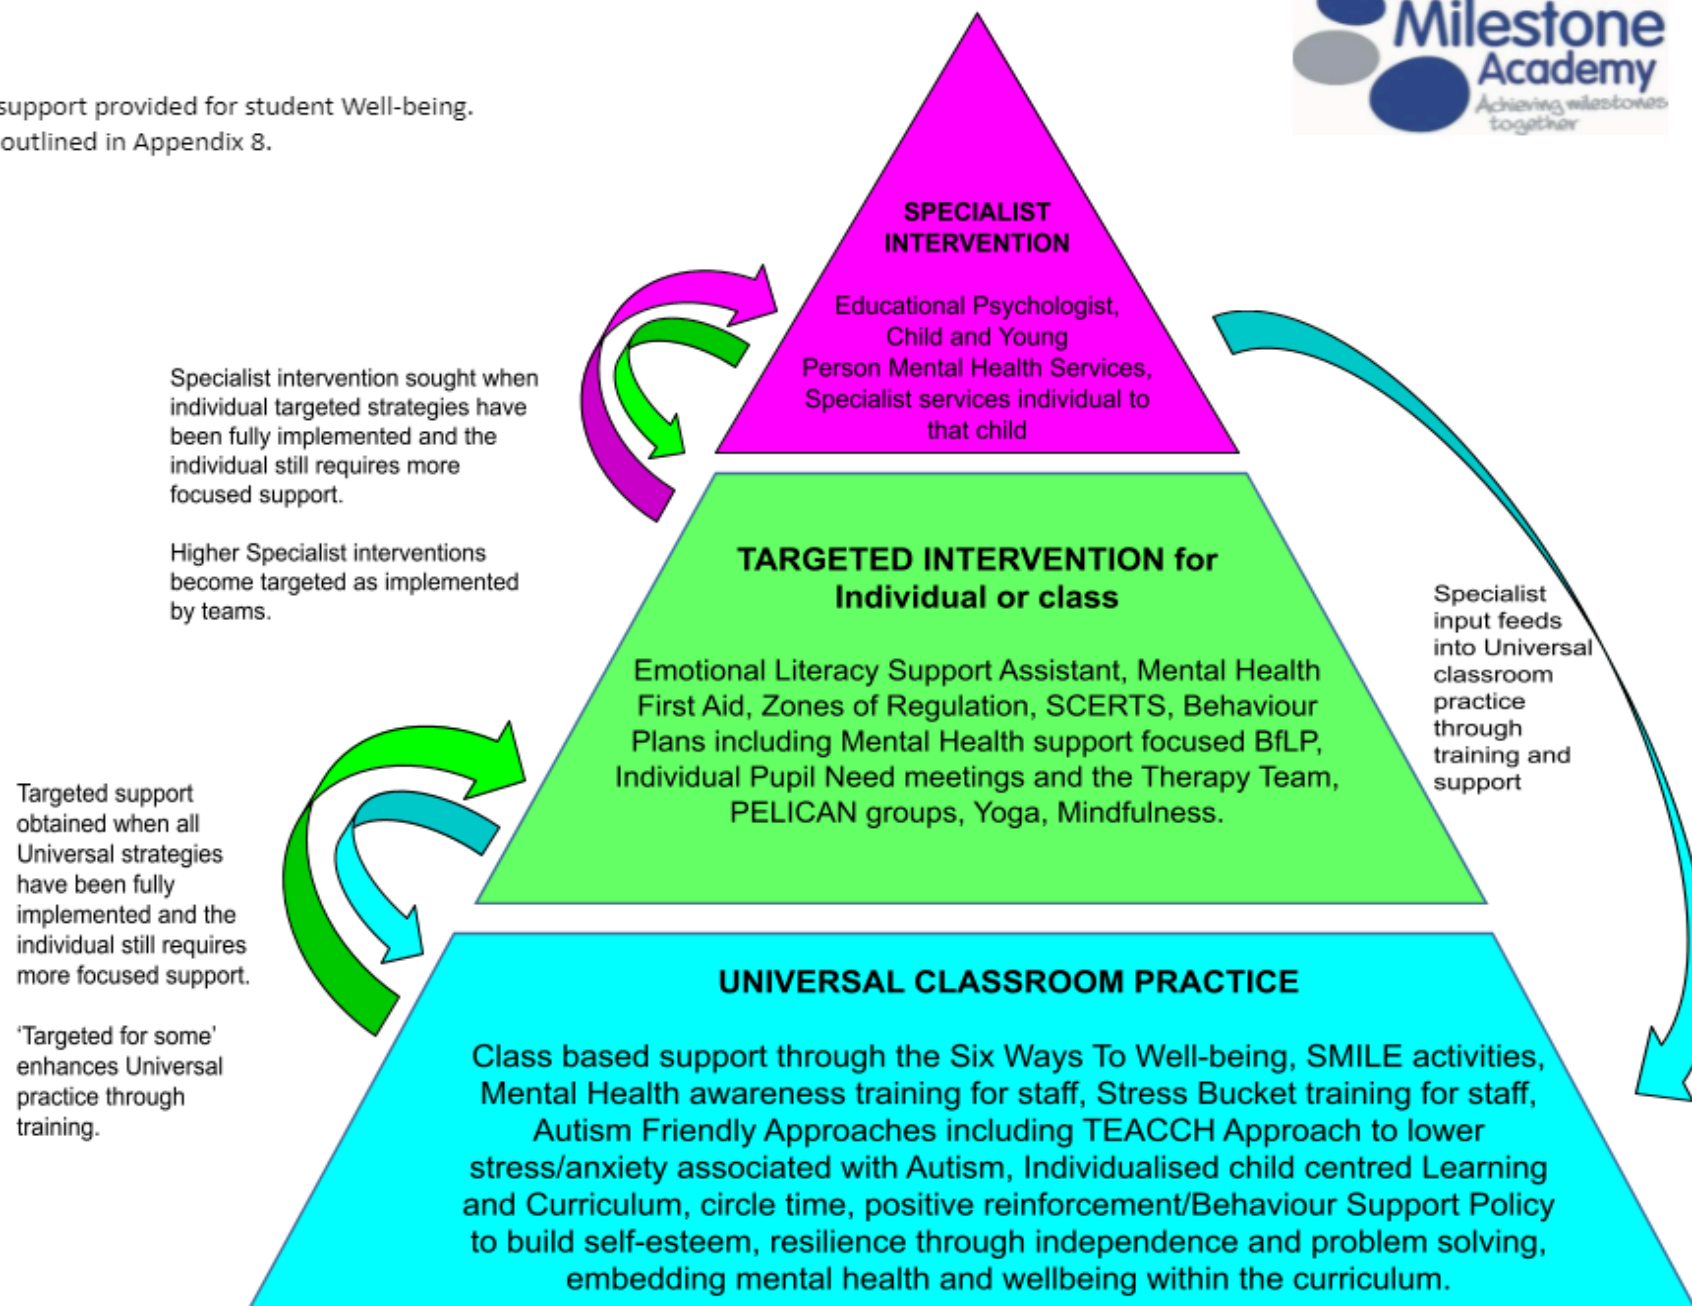 Milestone
Academy
Achieving milestones
together
support provided for student Well-being.
outlined in Appendix 8.
SPECIALIST
INTERVENTION
Educational Psychologist,
Child and Young
Person Mental Health Services,
Specialist services individual to
that child
Specialist intervention sought when
individual targeted strategies have
been fully implemented and the
individual still requires more
focused support.
Higher Specialist interventions
become targeted as implemented
by teams.
TARGETED INTERVENTION for
Individual or class
Emotional Literacy Support Assistant, Mental Health
First Aid, Zones of Regulation, SCERTS, Behaviour
Plans including Mental Health support focused BfLP,
Individual Pupil Need meetings and the Therapy Team,
PELICAN groups, Yoga, Mindfulness.
Specialist
input feeds
into Universal
classroom
practice
through
training and
support
Targeted support
obtained when all
Universal strategies
have been fully
implemented and the
individual still requires
more focused support.
‘Targeted for some’
enhances Universal
practice through
training.
UNIVERSAL CLASSROOM PRACTICE
Class based support through the Six Ways To Well-being, SMILE activities,
Mental Health awareness training for staff, Stress Bucket training for staff,
Autism Friendly Approaches including TEACCH Approach to lower
stress/anxiety associated with Autism, Individualised child centred Learning
and Curriculum, circle time, positive reinforcement/Behaviour Support Policy
to build self-esteem, resilience through independence and problem solving,
embedding mental health and wellbeing within the curriculum.